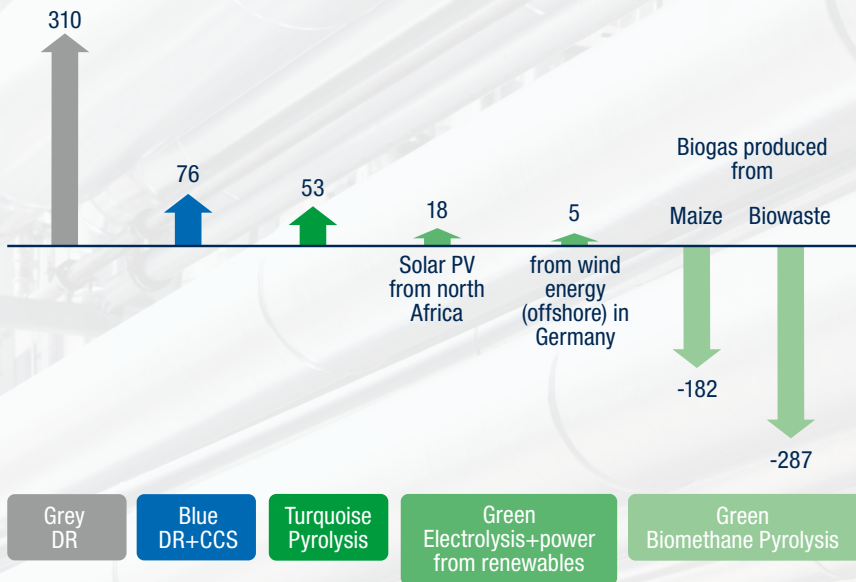 310
76
53
18
5
Biogas produced
from
Maize
Biowaste
Solar PV
from north
Africa
from wind
energy
(offshore) in
Germany
-182
-287
Grey
DR
Blue
DR+CCS
Turquoise
Pyrolysis
Green
Electrolysis+power
from renewables
Green
Biomethane Pyrolysis